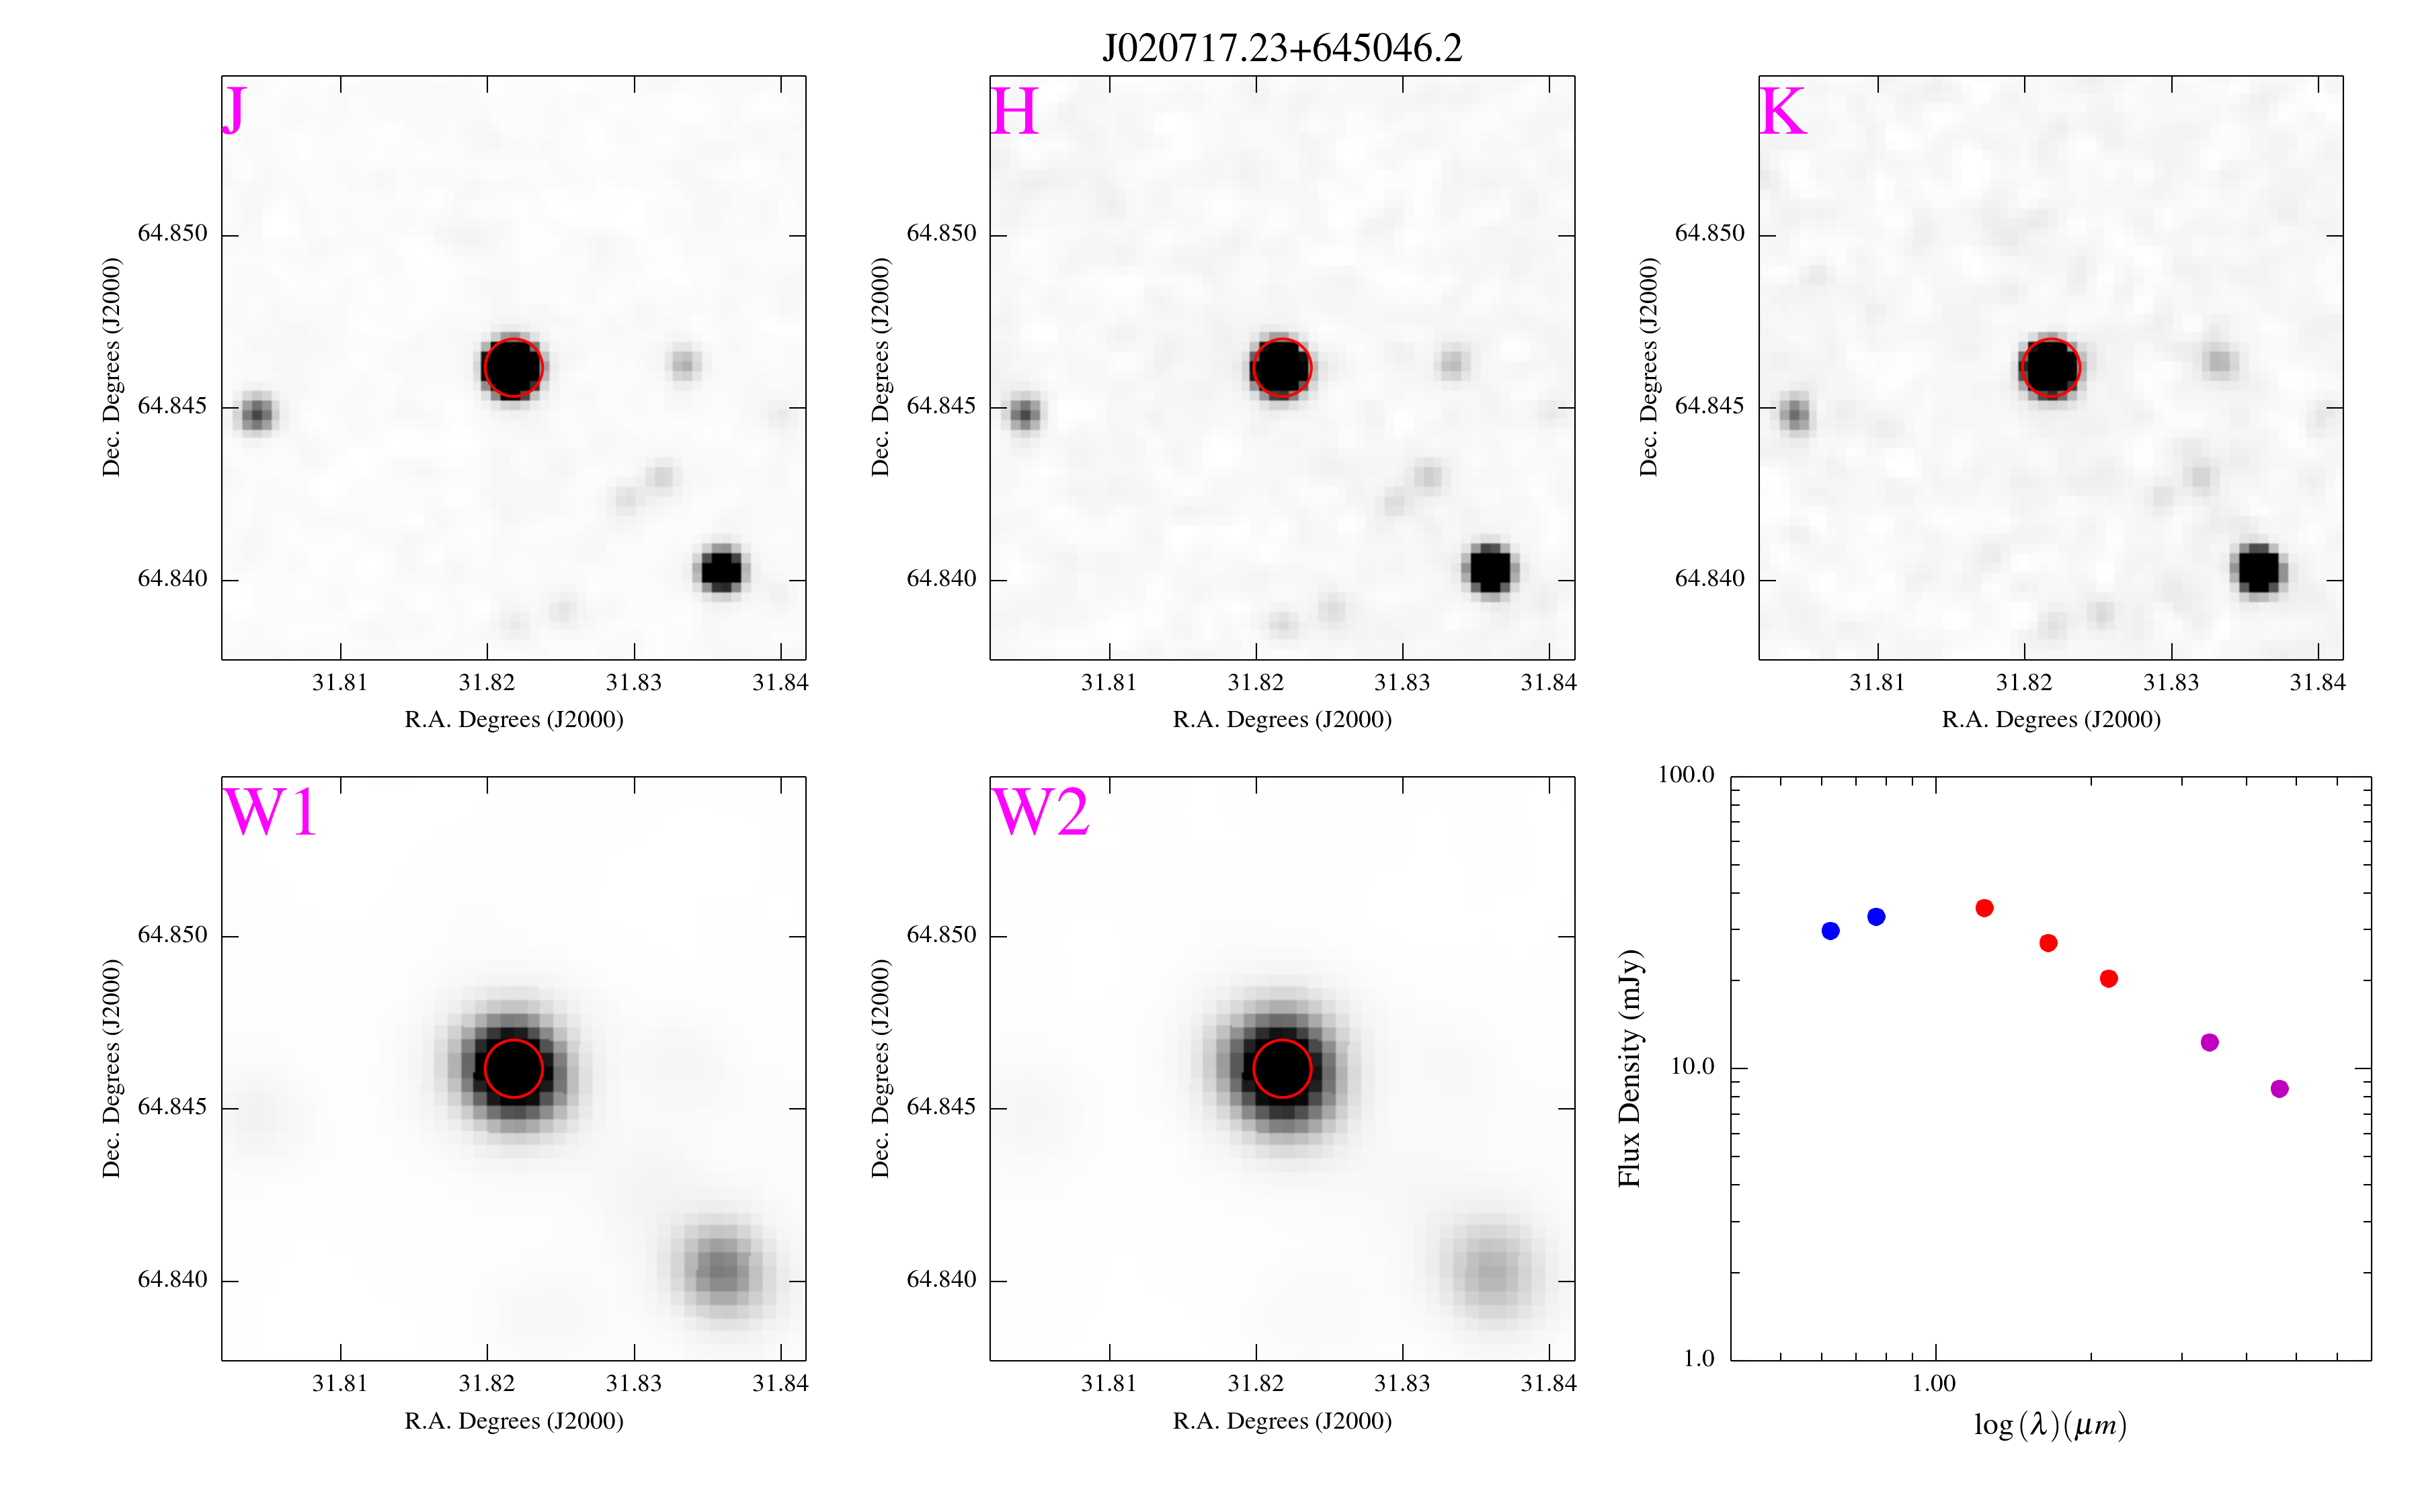 J020717.23+645046.2
J
64.850
64.845
64.840
Dec. Degrees (J2000)
31.81 31.82 31.83 31.84
R.A. Degrees (J2000)
H
64.850
64.845
64.840
Dec. Degrees (J2000)
31.81 31.82 31.83 31.84
R.A. Degrees (J2000)
K
64.850
64.845
64.840
Dec. Degrees (J2000)
31.81 31.82 31.83 31.84
R.A. Degrees (J2000)
W1
64.850
64.845
64.840
Dec. Degrees (J2000)
31.81 31.82 31.83 31.84
R.A. Degrees (J2000)
W2
64.850
64.845
64.840
Dec. Degrees (J2000)
31.81 31.82 31.83 31.84
R.A. Degrees (J2000)
100.0
10.0
1.0
Flux Density (mJy)
1.00
log (λ)(μm)